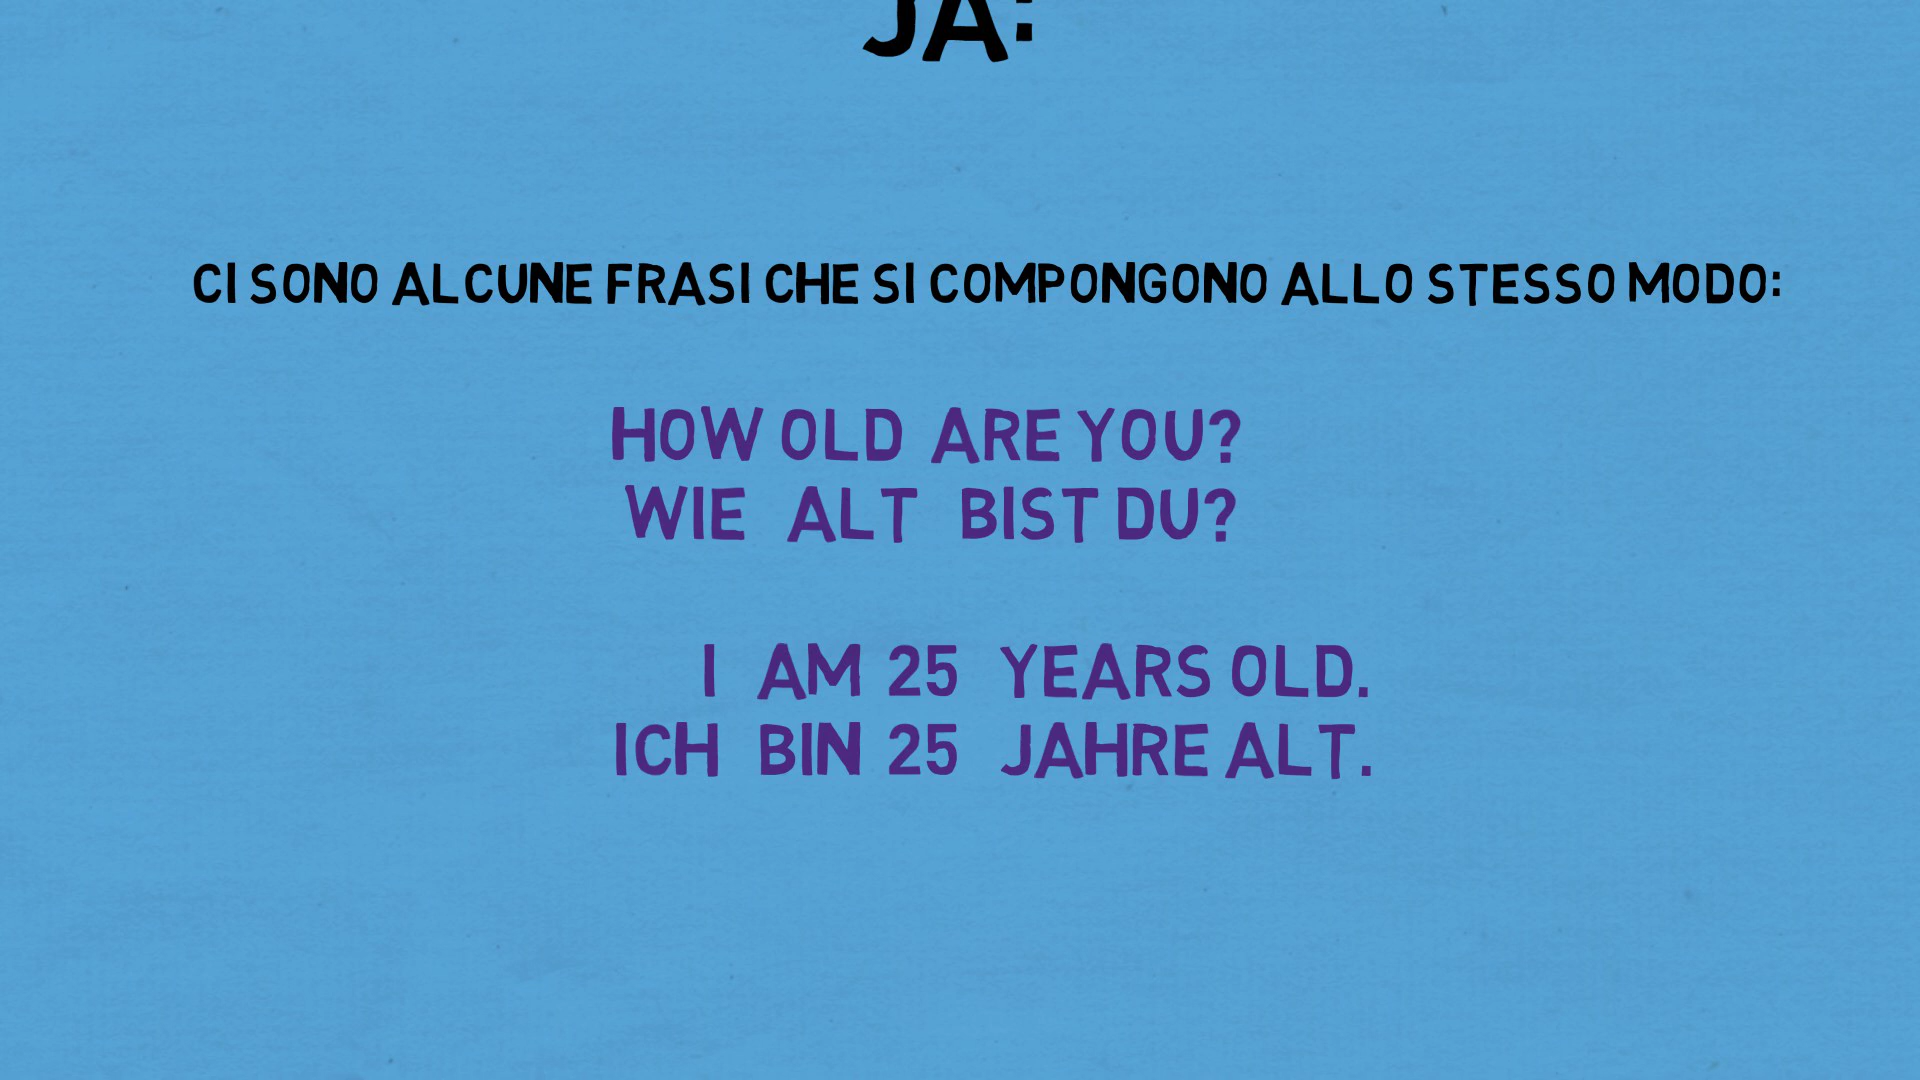 JA:
CI SONO ALCUNE FRASI CHE SI COMPONGONO ALLO STESSO MODO:
HOW OLD ARE YOU?
WIE ALT BIST DU?
I AM 25 YEARS OLD.
ICH BIN 25 JAHRE ALT.